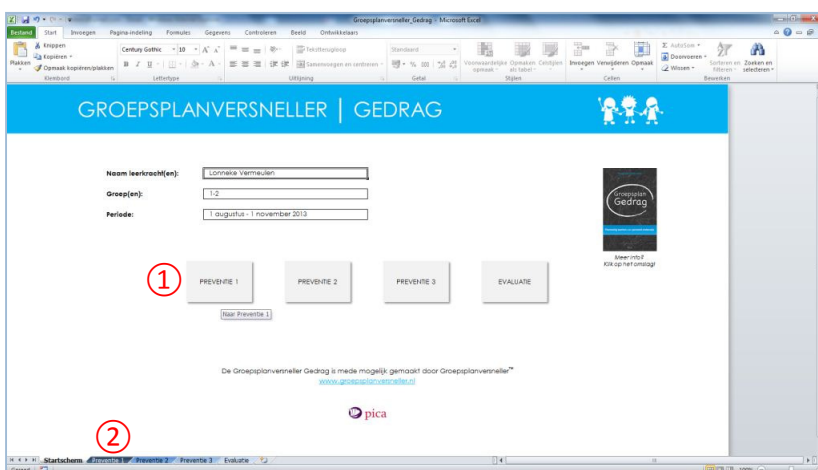 Groepsplanversneller_Gedrag - Microsoft Excel
Bestand Start Invoegen Pagina-indeling Formules Gegevens Controleren Beeld Ontwikkelaars
Plakken
Knippen
Kopiëren
Opmaak kopiëren/plakken
Klembord
Century Gothic 10
B I U
Lettertype
Tekstterugloop
Samenvoegen en centreren
Uitlijning
Standaard
Getal
Voorwaardelijke opmaak
Opmaken als tabel
Celstijlen
Stijlen
Invoegen Verwijderen Opmaak
Cellen
Σ AutoSom
Doorvoeren
Wissen
Sorteren en filteren
Zoeken en selecteren
Bewerken
GROEPSPLANVERSNELLER | GEDRAG
Naam leerkracht(en): Lonneke Vermeulen
Groep(en): 1-2
Periode: 1 augustus - 1 november 2013
Groepsplan
Gedrag
Meer info?
Klik op het omslag!
1
PREVENTIE 1 PREVENTIE 2 PREVENTIE 3 EVALUATIE
Naar Preventie 1
De Groepsplanversneller Gedrag is mede mogelijk gemaakt door Groepsplanversneller™
www.groepsplanversneller.nl
pica
2
Startscherm Preventie 1 Preventie 2 Preventie 3 Evaluatie
Gereed 100%